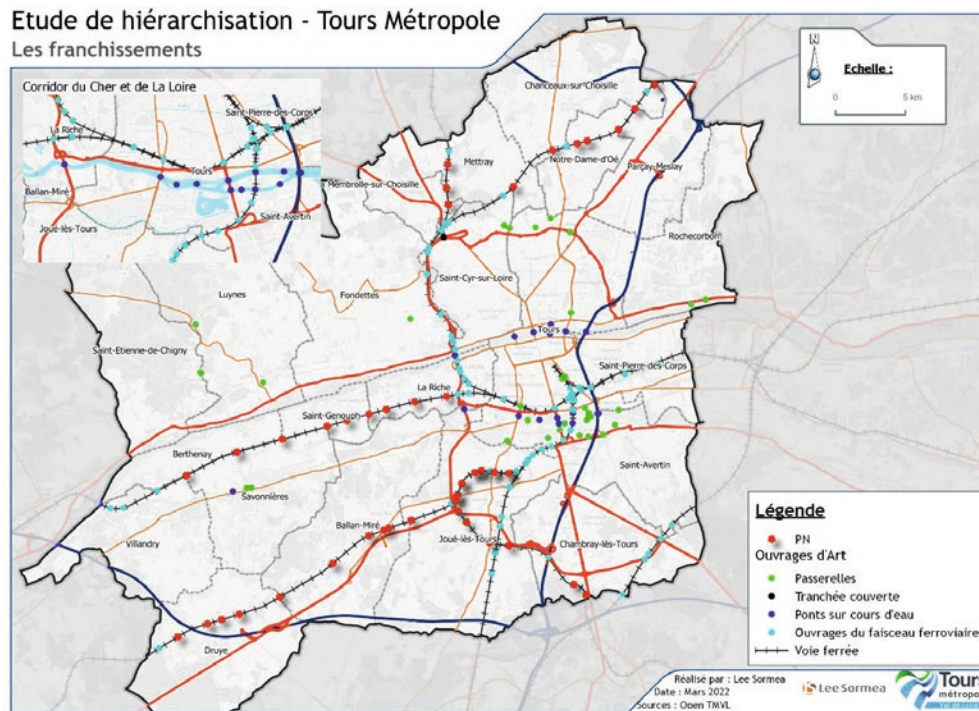 Etude de hiérarchisation - Tours Métropole
Les franchissements
N
Echelle :
0 5 km
Corridor du Cher et de La Loire
Saint-Pierre-des-Corps
La Riche
Tours
Ballan-Miré
Saint-Avertin
Joué-lès-Tours
Chanceaux-sur-Choisille
Mettray
Notre-Dame-d'Oé
Parçay-Meslay
Membrolle-sur-Choisille
Rochecorbon
Saint-Cyr-sur-Loire
Luynes
Fondettes
Tours
Saint-Etienne-de-Chigny
Saint-Pierre-des-Corps
La Riche
Saint-Genouph
Berthenay
Saint-Avertin
Savonnières
Ballan-Miré
Villandry
Joué-lès-Tours
Chambray-lès-Tours
Druye
Légende
PN
Ouvrages d'Art
Passerelles
Tranchée couverte
Ponts sur cours d'eau
Ouvrages du faisceau ferroviaire
Voie ferrée
Réalisé par : Lee Sormea
Date : Mars 2022
Sources : Open TMVL
Lee Sormea
Tours
métropole